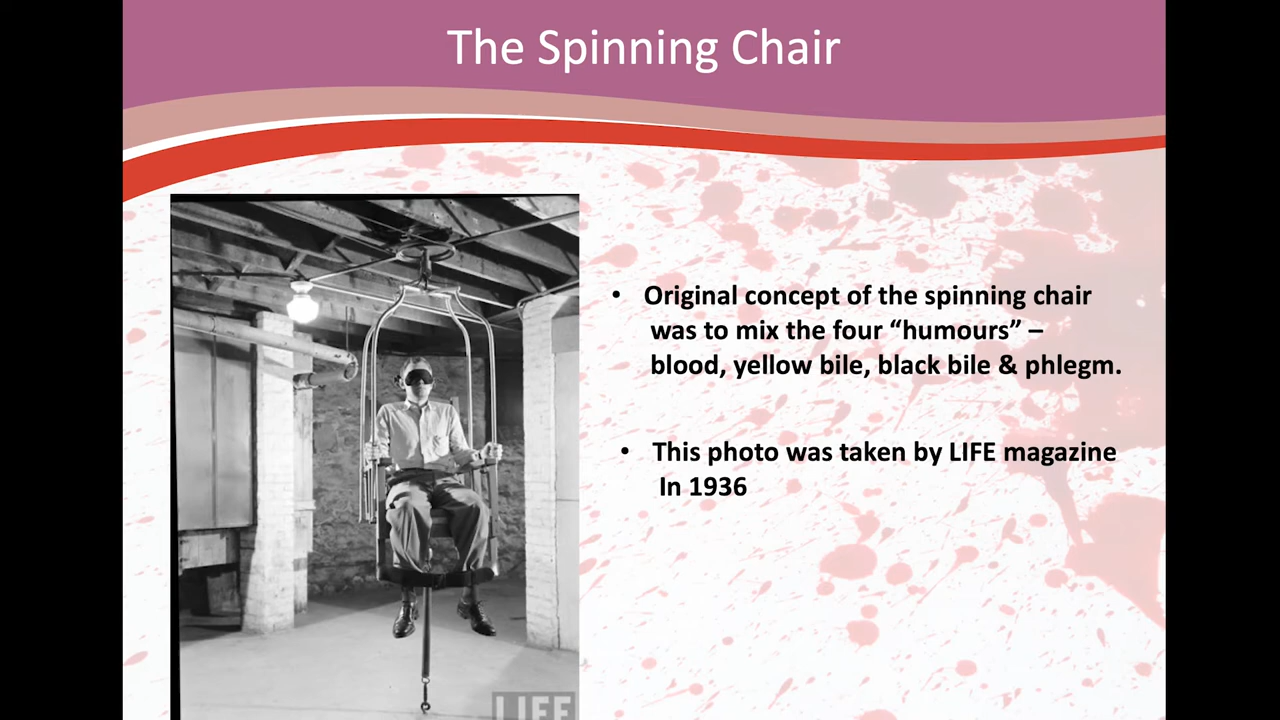 The Spinning Chair
• Original concept of the spinning chair
was to mix the four “humours” –
blood, yellow bile, black bile & phlegm.
• This photo was taken by LIFE magazine
In 1936
LIFE